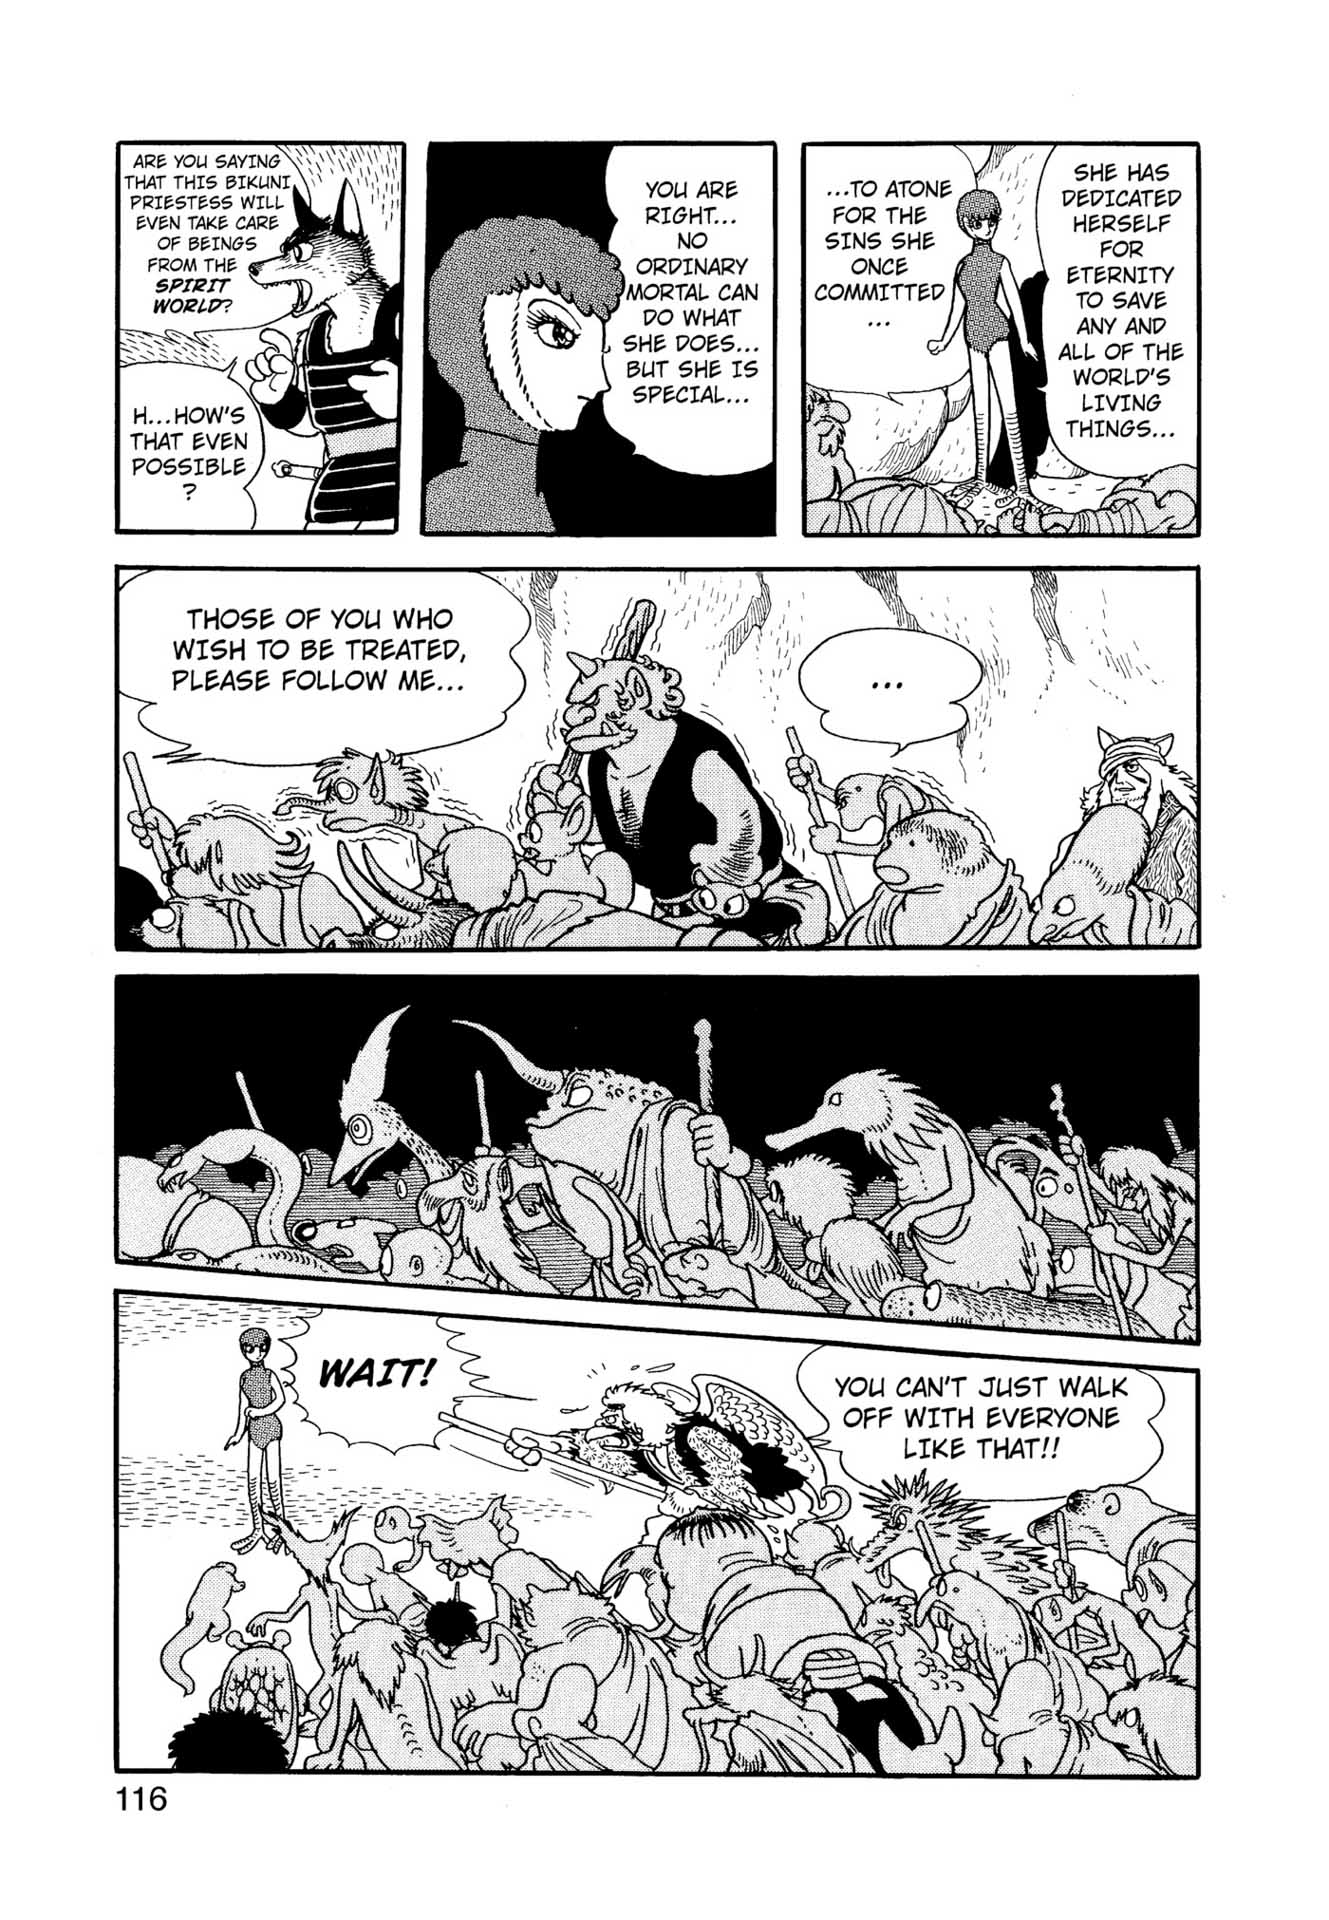 ARE YOU SAYING
THAT THIS BIKUNI
PRIESTESS WILL
EVEN TAKE CARE
OF BEINGS
FROM THE
SPIRIT
WORLD?
H...HOW'S
THAT EVEN
POSSIBLE
?
YOU ARE
RIGHT...
NO
ORDINARY
MORTAL CAN
DO WHAT
SHE DOES...
BUT SHE IS
SPECIAL...
SHE HAS
DEDICATED
HERSELF
FOR
ETERNITY
TO SAVE
ANY AND
ALL OF THE
WORLD'S
LIVING
THINGS...
...TO ATONE
FOR THE
SINS SHE
ONCE
COMMITTED
...
THOSE OF YOU WHO
WISH TO BE TREATED,
PLEASE FOLLOW ME...
...
WAIT!
YOU CAN'T JUST WALK
OFF WITH EVERYONE
LIKE THAT!!
116